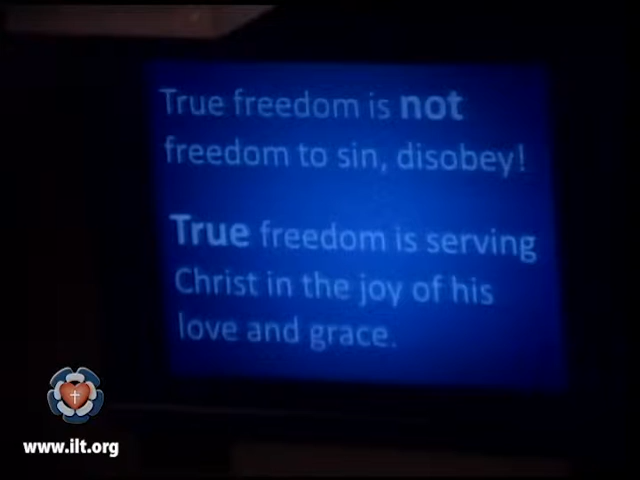 True freedom is not
freedom to sin, disobey!
True freedom is serving
Christ in the joy of his
love and grace.
www.ilt.org